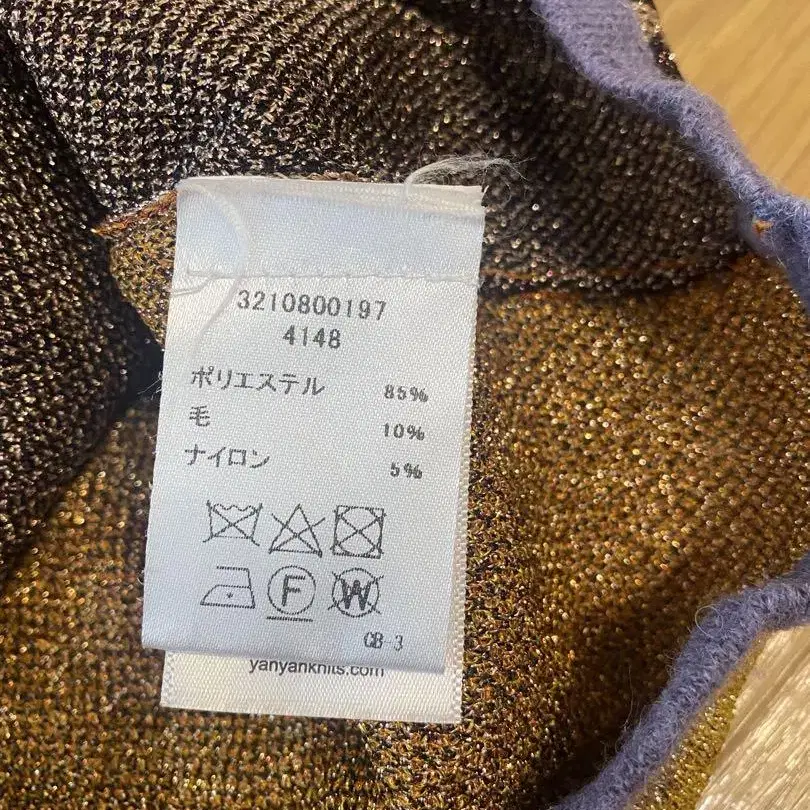 3210800197
4148
ポリエステル 85%
毛 10%
ナイロン 5%
F W
GB-3
yanyanknits.com